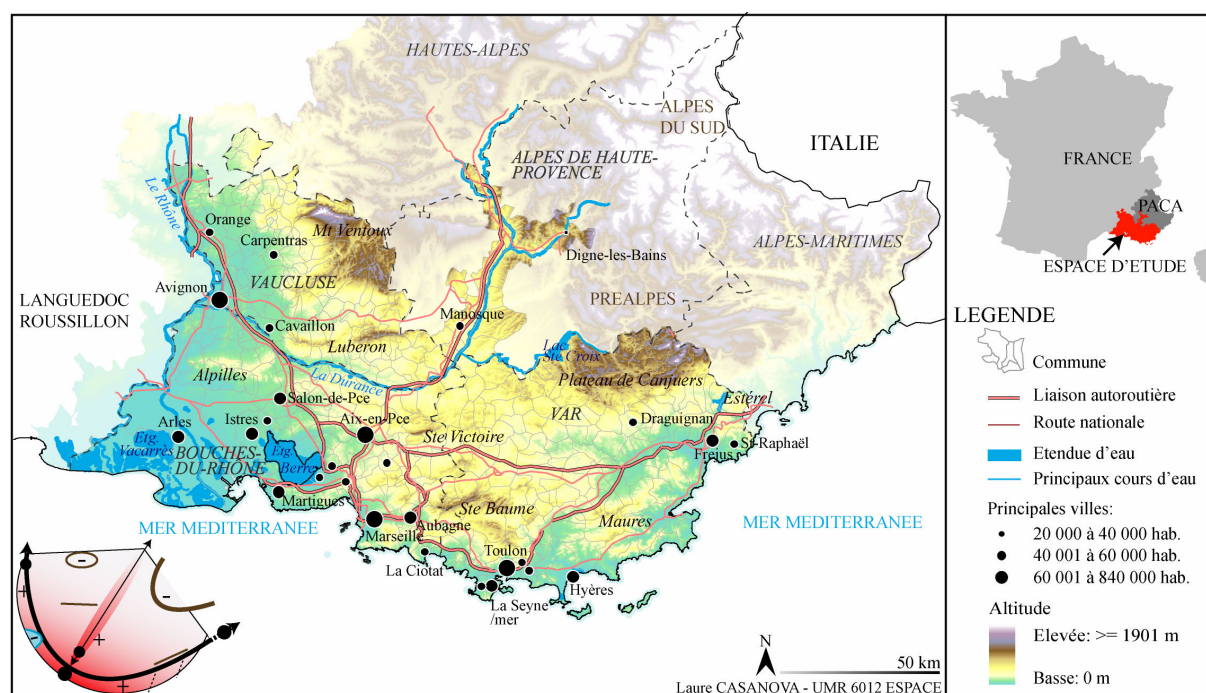 HAUTES-ALPES
ALPES
DU SUD
ITALIE
ALPES DE HAUTE-
PROVENCE
Le Rhône
Orange
Carpentras
Mt Ventoux
Digne-les-Bains
ALPES-MARITIMES
VAUCLUSE
Avignon
PREALPES
LANGUEDOC
ROUSSILLON
Cavaillon
Manosque
Luberon
Lac
Ste Croix
Alpilles
La Durance
Plateau de Canjuers
Salon-de-Pce
Estérel
VAR
Draguignan
Arles
Istres
Aix-en-Pce
Ste Victoire
St-Raphaël
Frejus
Etg.
Vacarrès
BOUCHES-
DU-RHÔNE
Etg.
Berre
Martigues
Ste Baume
Maures
MER MEDITERRANEE
MER MEDITERRANEE
Marseille
Aubagne
La Ciotat
Toulon
Hyères
La Seyne
/mer
-
+
-
-
+
+
+
N
50 km
Laure CASANOVA - UMR 6012 ESPACE
FRANCE
PACA
ESPACE D'ETUDE
LEGENDE
Commune
Liaison autoroutière
Route nationale
Etendue d'eau
Principaux cours d'eau
Principales villes:
20 000 à 40 000 hab.
40 001 à 60 000 hab.
60 001 à 840 000 hab.
Altitude
Elevée: >= 1901 m
Basse: 0 m